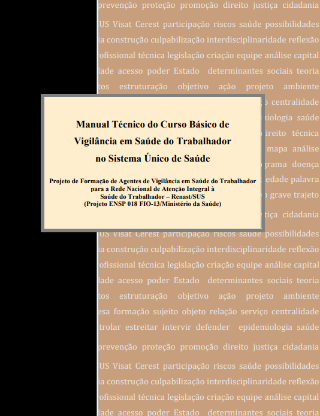 prevenção proteção promoção direito justiça cidadania
US Visat Cerest participação riscos saúde possibilidades
ia construção culpabilização interdisciplinaridade reflexão
ofissional técnica legislação criação equipe análise capital
dade acesso poder Estado determinantes sociais teoria
tos estruturação objetivo ação projeto ambiente
centralidade
iologia saúde
ireito técnica
mapa análise
grama doença
edade palavra
o grave trajeto
Manual Técnico do Curso Básico de
Vigilância em Saúde do Trabalhador
no Sistema Único de Saúde
Projeto de Formação de Agentes de Vigilância em Saúde do Trabalhador
para a Rede Nacional de Atenção Integral à
Saúde do Trabalhador – Renast/SUS
(Projeto ENSP 018 FIO-13/Ministério da Saúde)
tiça cidadania
US Visat Cerest participação riscos saúde possibilidades
ia construção culpabilização interdisciplinaridade reflexão
ofissional técnica legislação criação equipe análise capital
dade acesso poder Estado determinantes sociais teoria
tos estruturação objetivo ação projeto ambiente
esa formação sujeito objeto relação serviço centralidade
trolar estreitar intervir defender epidemiologia saúde
prevenção proteção promoção direito justiça cidadania
US Visat Cerest participação riscos saúde possibilidades
ia construção culpabilização interdisciplinaridade reflexão
ofissional técnica legislação criação equipe análise capital
dade acesso poder Estado determinantes sociais teoria